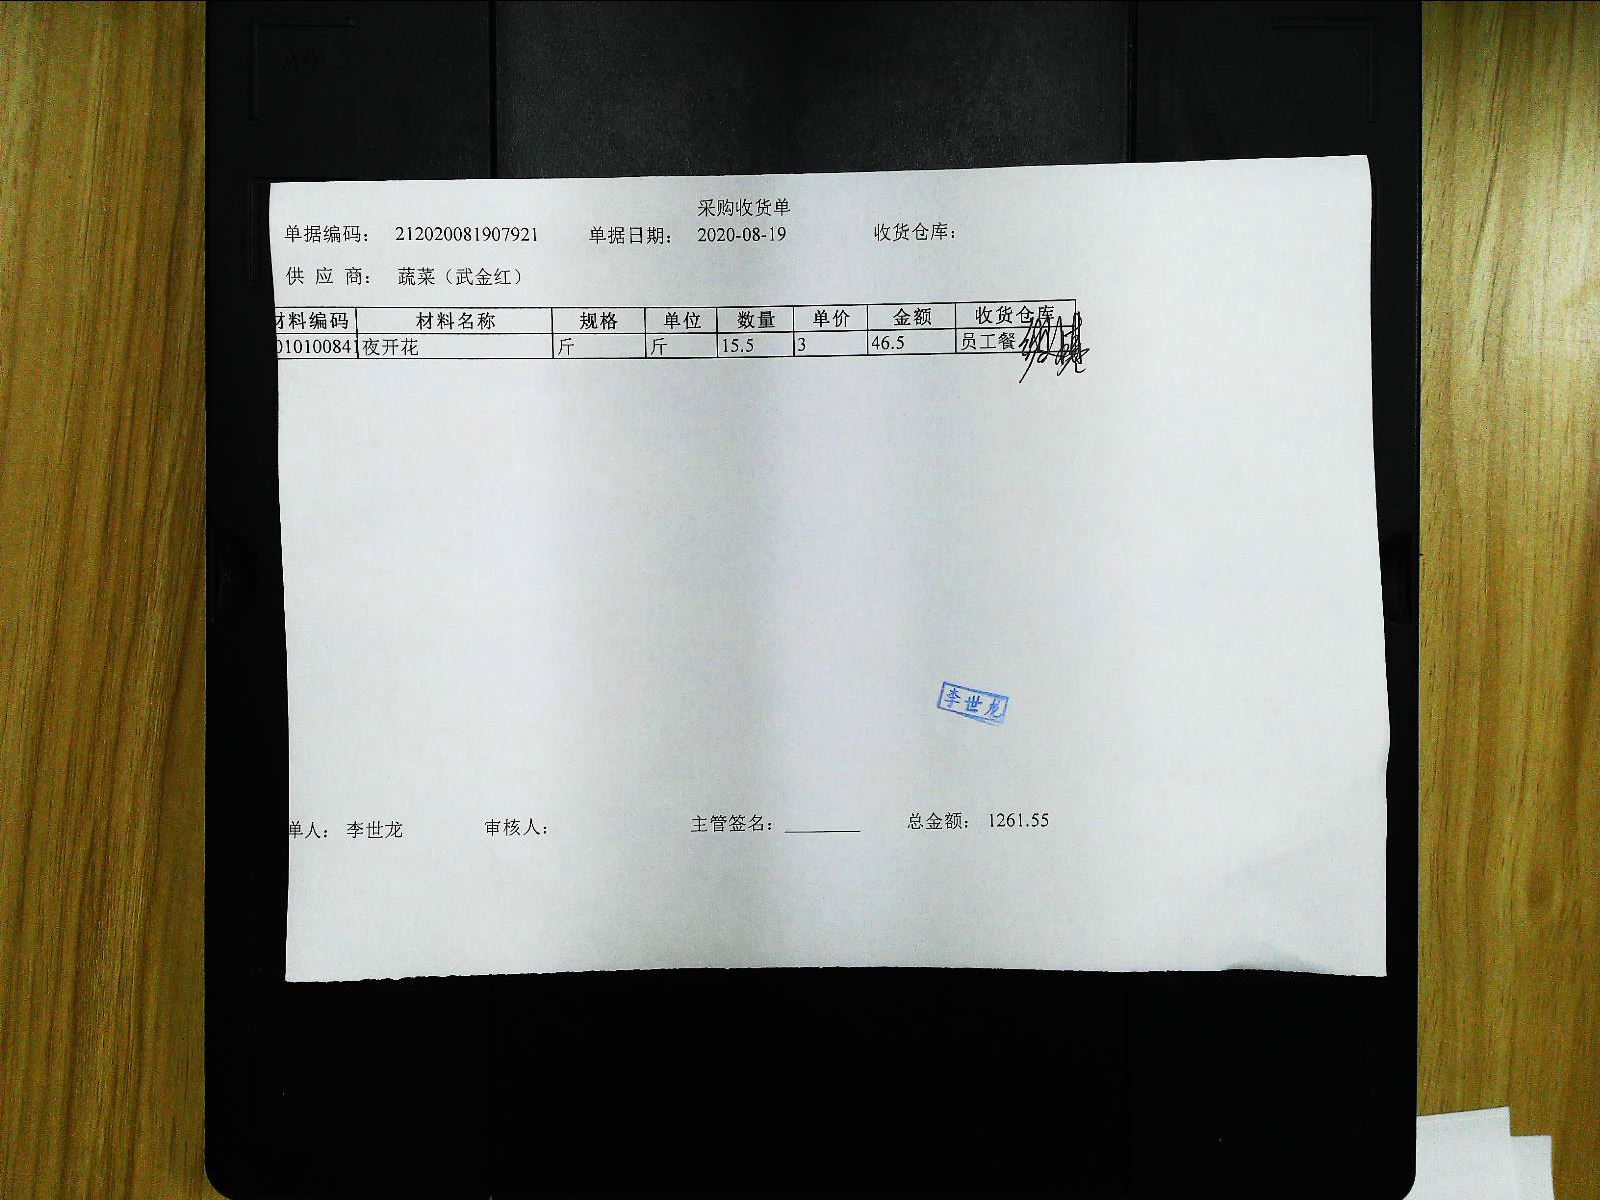 采购收货单
单据编码： 212020081907921 单据日期： 2020-08-19 收货仓库：
供 应 商： 蔬菜（武金红）
材料编码 材料名称 规格 单位 数量 单价 金额 收货仓库
010100841 夜开花 斤 斤 15.5 3 46.5 员工餐
李世龙
单人： 李世龙 审核人： 主管签名： 总金额： 1261.55